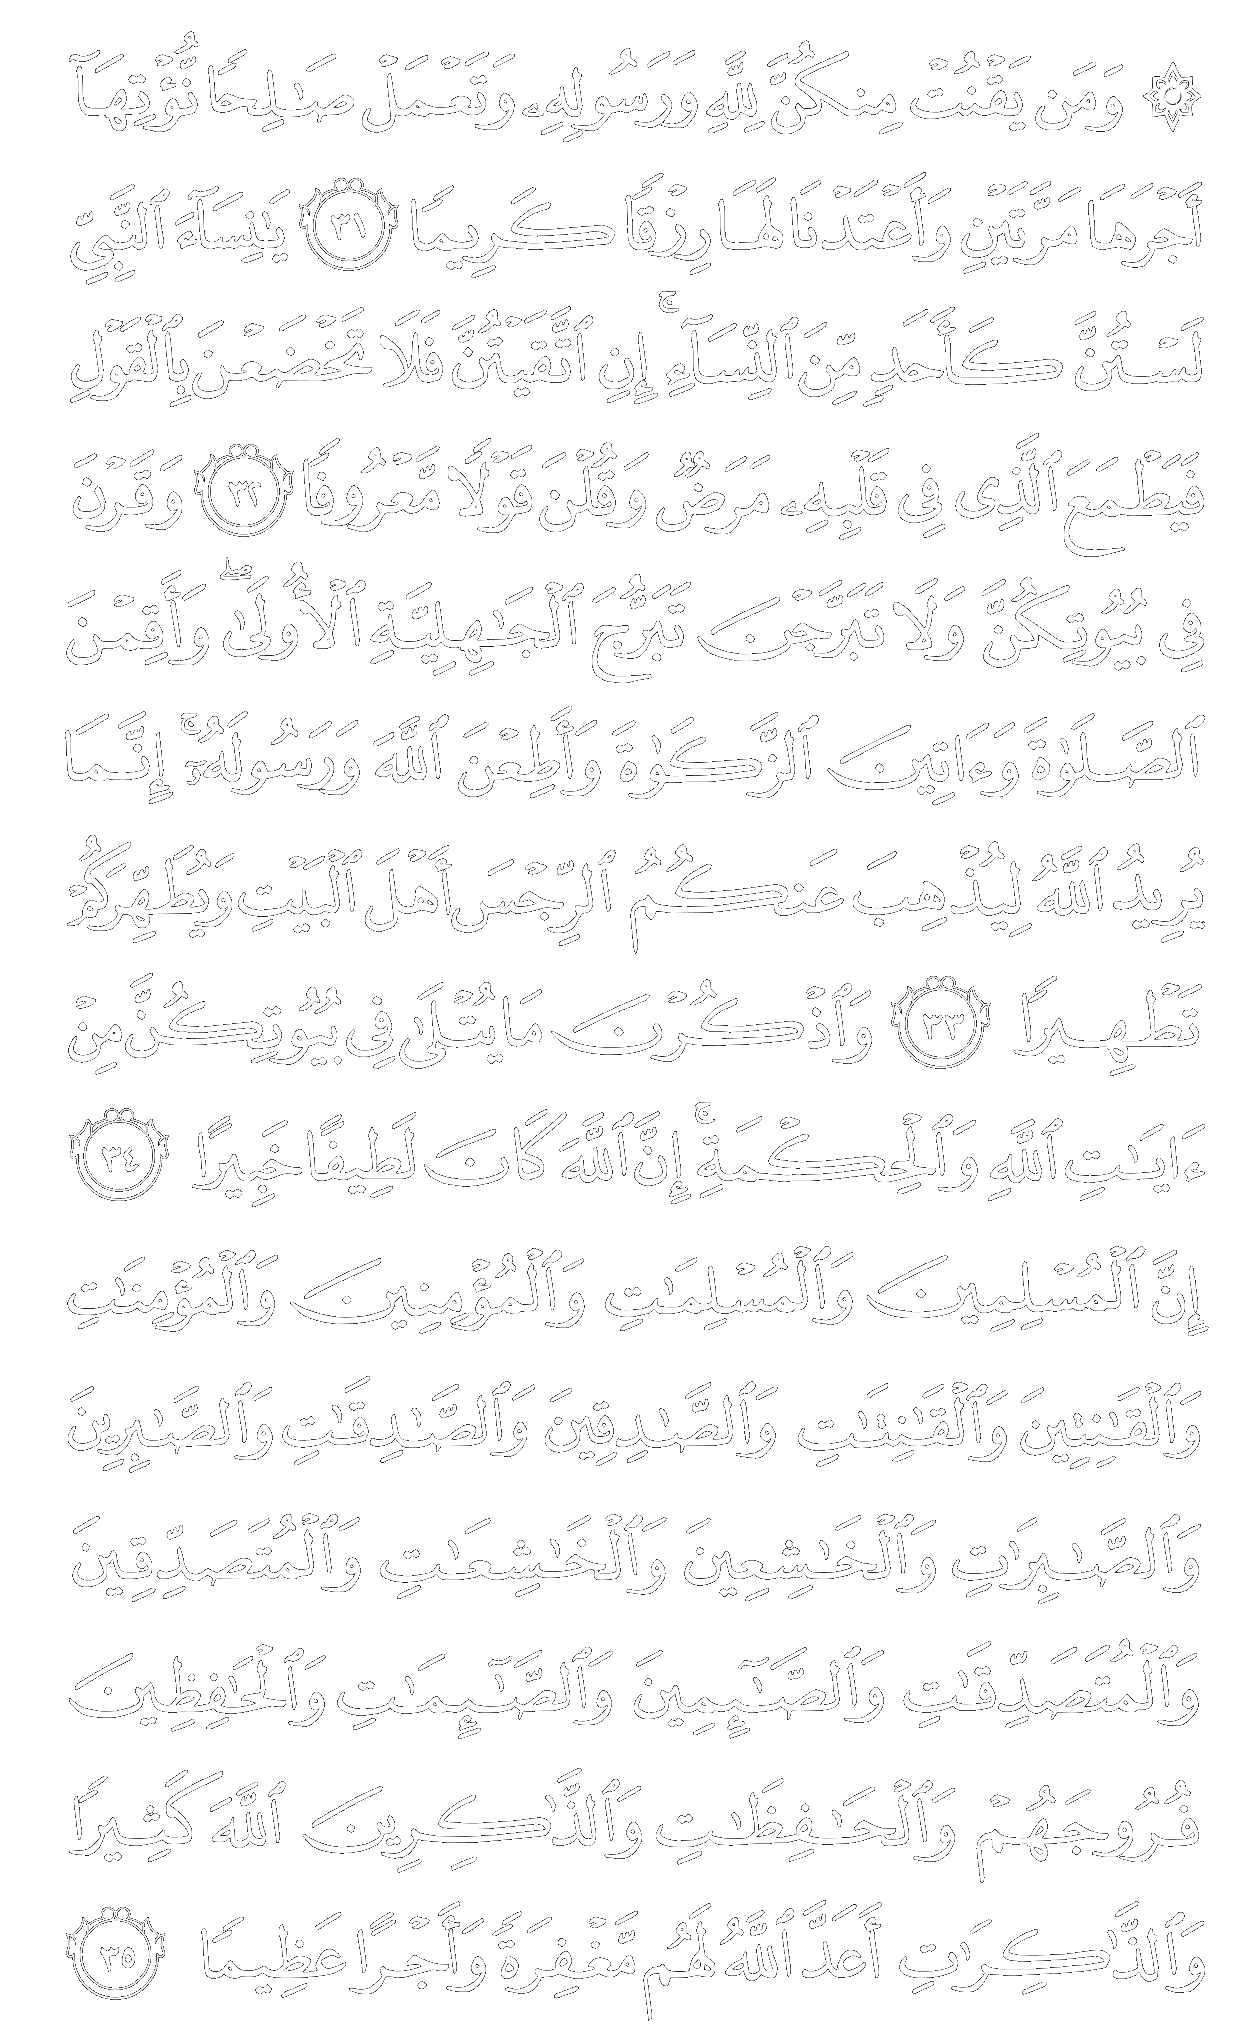 ۞ وَمَن يَقْنُتْ مِنكُنَّ لِلَّهِ وَرَسُولِهِۦ وَتَعْمَلْ صَٰلِحًا نُّؤْتِهَآ
أَجْرَهَا مَرَّتَيْنِ وَأَعْتَدْنَا لَهَا رِزْقًا كَرِيمًا ٣١ يَٰنِسَآءَ ٱلنَّبِيِّ
لَسْتُنَّ كَأَحَدٍ مِّنَ ٱلنِّسَآءِ ۚ إِنِ ٱتَّقَيْتُنَّ فَلَا تَخْضَعْنَ بِٱلْقَوْلِ
فَيَطْمَعَ ٱلَّذِى فِى قَلْبِهِۦ مَرَضٌ وَقُلْنَ قَوْلًا مَّعْرُوفًا ٣٢ وَقَرْنَ
فِى بُيُوتِكُنَّ وَلَا تَبَرَّجْنَ تَبَرُّجَ ٱلْجَٰهِلِيَّةِ ٱلْأُولَىٰ ۖ وَأَقِمْنَ
ٱلصَّلَوٰةَ وَءَاتِينَ ٱلزَّكَوٰةَ وَأَطِعْنَ ٱللَّهَ وَرَسُولَهُۥٓ ۚ إِنَّمَا
يُرِيدُ ٱللَّهُ لِيُذْهِبَ عَنكُمُ ٱلرِّجْسَ أَهْلَ ٱلْبَيْتِ وَيُطَهِّرَكُمْ
تَطْهِيرًا ٣٣ وَٱذْكُرْنَ مَا يُتْلَىٰ فِى بُيُوتِكُنَّ مِنْ
ءَايَٰتِ ٱللَّهِ وَٱلْحِكْمَةِ ۚ إِنَّ ٱللَّهَ كَانَ لَطِيفًا خَبِيرًا ٣٤
إِنَّ ٱلْمُسْلِمِينَ وَٱلْمُسْلِمَٰتِ وَٱلْمُؤْمِنِينَ وَٱلْمُؤْمِنَٰتِ
وَٱلْقَٰنِتِينَ وَٱلْقَٰنِتَٰتِ وَٱلصَّٰدِقِينَ وَٱلصَّٰدِقَٰتِ وَٱلصَّٰبِرِينَ
وَٱلصَّٰبِرَٰتِ وَٱلْخَٰشِعِينَ وَٱلْخَٰشِعَٰتِ وَٱلْمُتَصَدِّقِينَ
وَٱلْمُتَصَدِّقَٰتِ وَٱلصَّٰٓئِمِينَ وَٱلصَّٰٓئِمَٰتِ وَٱلْحَٰفِظِينَ
فُرُوجَهُمْ وَٱلْحَٰفِظَٰتِ وَٱلذَّٰكِرِينَ ٱللَّهَ كَثِيرًا
وَٱلذَّٰكِرَٰتِ أَعَدَّ ٱللَّهُ لَهُم مَّغْفِرَةً وَأَجْرًا عَظِيمًا ٣٥